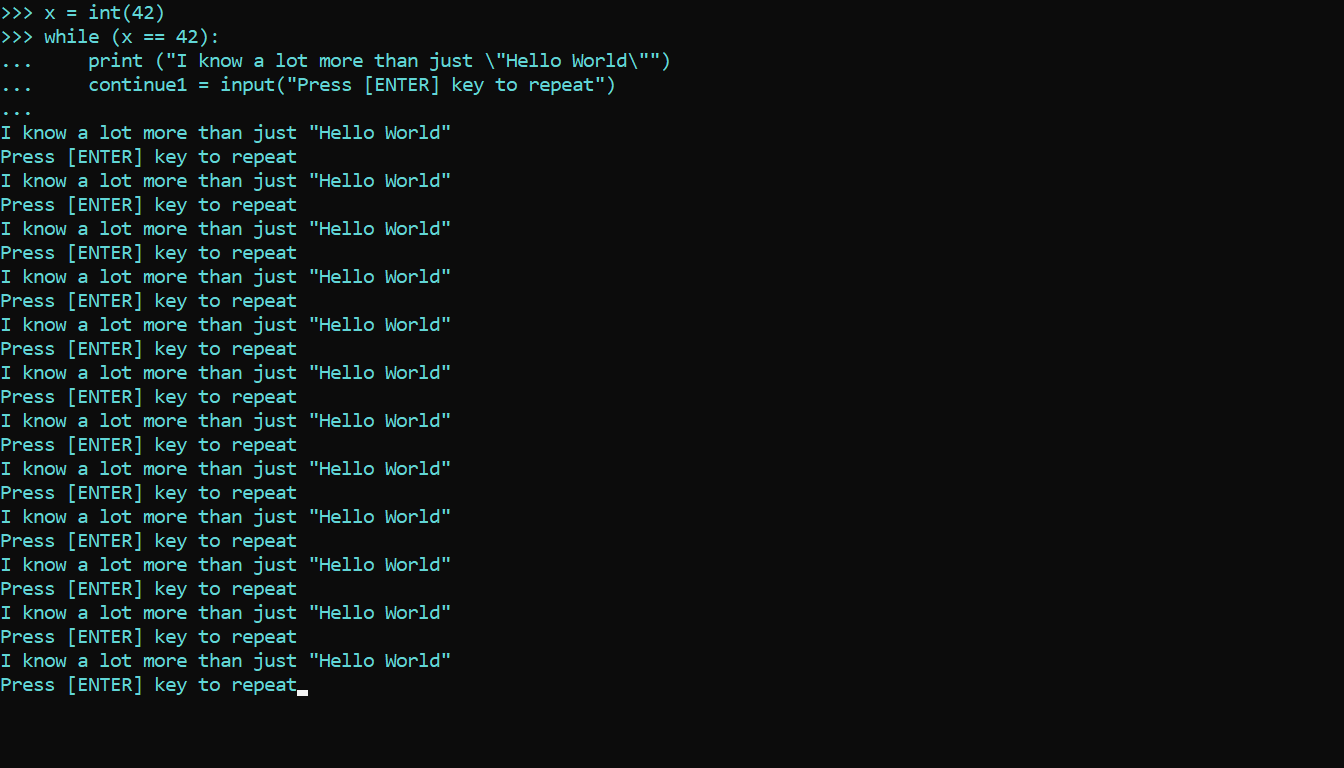 >>> x = int(42)
>>> while (x == 42):
...     print ("I know a lot more than just \"Hello World\"")
...     continue1 = input("Press [ENTER] key to repeat")
...
I know a lot more than just "Hello World"
Press [ENTER] key to repeat
I know a lot more than just "Hello World"
Press [ENTER] key to repeat
I know a lot more than just "Hello World"
Press [ENTER] key to repeat
I know a lot more than just "Hello World"
Press [ENTER] key to repeat
I know a lot more than just "Hello World"
Press [ENTER] key to repeat
I know a lot more than just "Hello World"
Press [ENTER] key to repeat
I know a lot more than just "Hello World"
Press [ENTER] key to repeat
I know a lot more than just "Hello World"
Press [ENTER] key to repeat
I know a lot more than just "Hello World"
Press [ENTER] key to repeat
I know a lot more than just "Hello World"
Press [ENTER] key to repeat
I know a lot more than just "Hello World"
Press [ENTER] key to repeat
I know a lot more than just "Hello World"
Press [ENTER] key to repeat